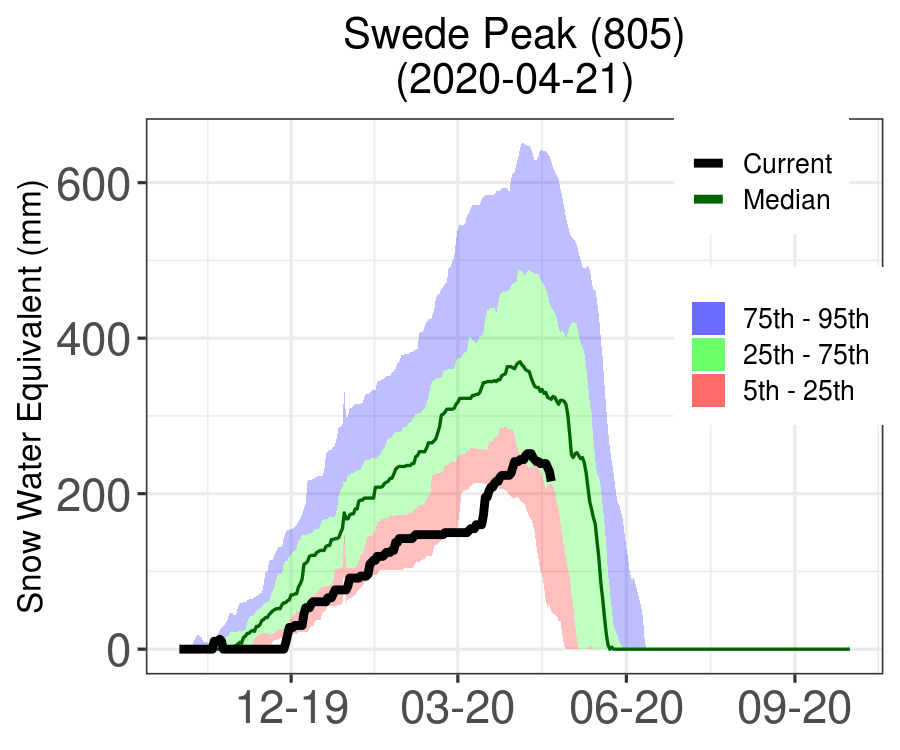 Swede Peak (805)
(2020-04-21)
Snow Water Equivalent (mm)
600
400
200
0
12-19
03-20
06-20
09-20
Current
Median
75th - 95th
25th - 75th
5th - 25th